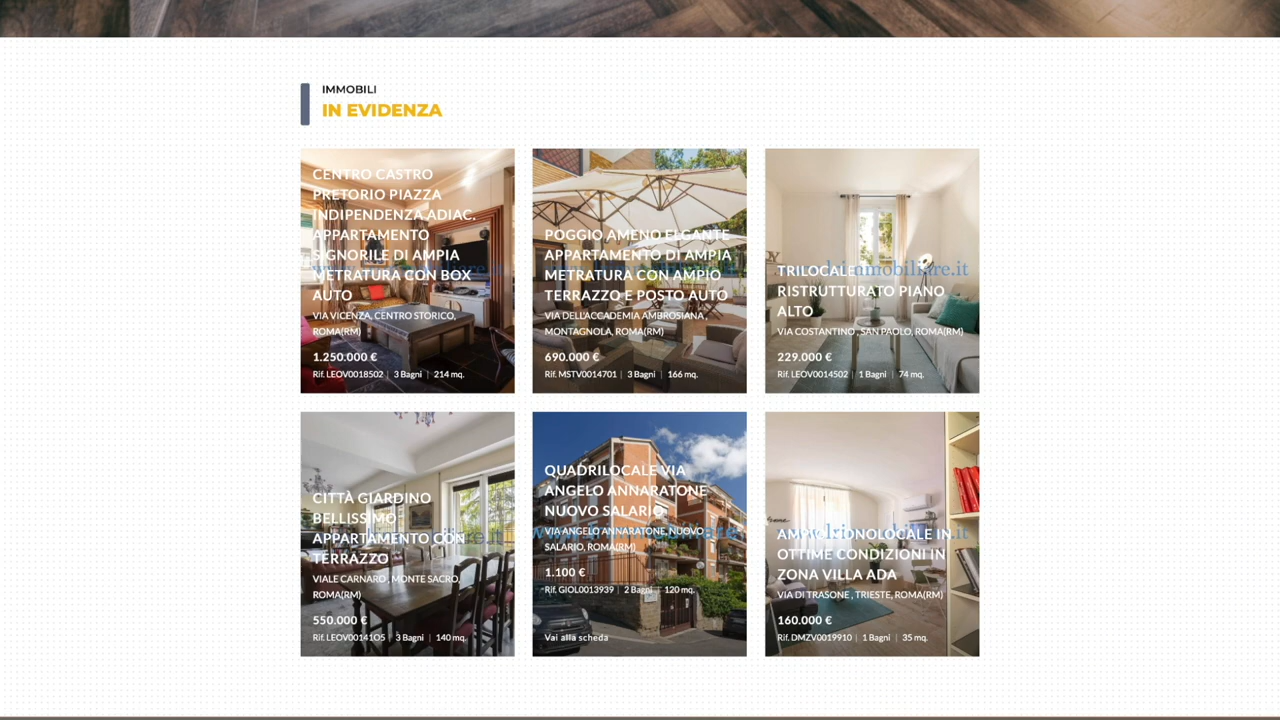 IMMOBILI
IN EVIDENZA
CENTRO CASTRO
PRETORIO PIAZZA
INDIPENDENZA ADIAC.
APPARTAMENTO
SIGNORILE DI AMPIA
METRATURA CON BOX
AUTO
VIA VICENZA, CENTRO STORICO,
ROMA(RM)
1.250.000 €
Rif. LEOV0018502 | 3 Bagni | 214 mq.
POGGIO AMENO ELGANTE
APPARTAMENTO DI AMPIA
METRATURA CON AMPIO
TERRAZZO E POSTO AUTO
VIA DELL'ACCADEMIA AMBROSIANA ,
MONTAGNOLA, ROMA(RM)
690.000 €
Rif. MSTV0014701 | 3 Bagni | 166 mq.
TRILOCALE
RISTRUTTURATO PIANO
ALTO
VIA COSTANTINO , SAN PAOLO, ROMA(RM)
229.000 €
Rif. LEOV0014502 | 1 Bagni | 74 mq.
CITTÀ GIARDINO
BELLISSIMO
APPARTAMENTO CON
TERRAZZO
VIALE CARNARO , MONTE SACRO,
ROMA(RM)
550.000 €
Rif. LEOV00141O5 | 3 Bagni | 140 mq.
QUADRILOCALE VIA
ANGELO ANNARATONE
NUOVO SALARIO
VIA ANGELO ANNARATONE, NUOVO
SALARIO, ROMA(RM)
1.100 €
Rif. GIOL0013939 | 2 Bagni | 120 mq.
Vai alla scheda
MONOLOCALE IN
OTTIME CONDIZIONI IN
ZONA VILLA ADA
VIA DI TRASONE , TRIESTE, ROMA(RM)
160.000 €
Rif. DMZV0019910 | 1 Bagni | 35 mq.